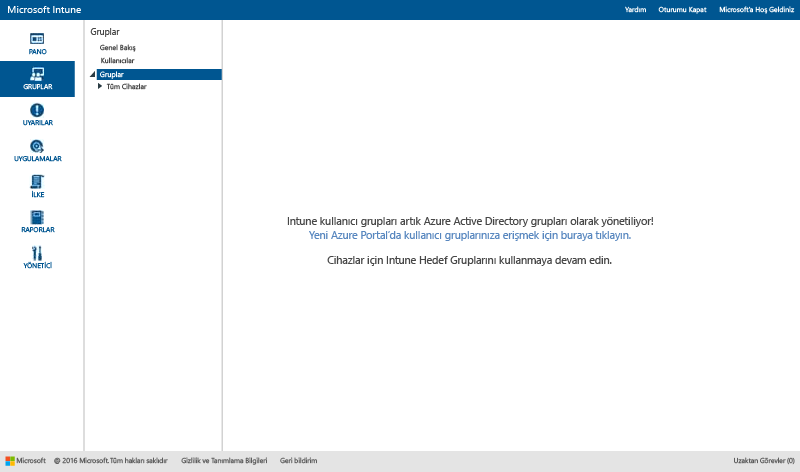 Microsoft Intune
Yardım Oturumu Kapat Microsoft'a Hoş Geldiniz
PANO
GRUPLAR
UYARILAR
UYGULAMALAR
İLKE
RAPORLAR
YÖNETİCİ
Gruplar
Genel Bakış
Kullanıcılar
Gruplar
Tüm Cihazlar
Intune kullanıcı grupları artık Azure Active Directory grupları olarak yönetiliyor!
Yeni Azure Portal'da kullanıcı gruplarınıza erişmek için buraya tıklayın.
Cihazlar için Intune Hedef Gruplarını kullanmaya devam edin.
Microsoft @ 2016 Microsoft.Tüm hakları saklıdır Gizlilik ve Tanımlama Bilgileri Geri bildirim Uzaktan Görevler (0)